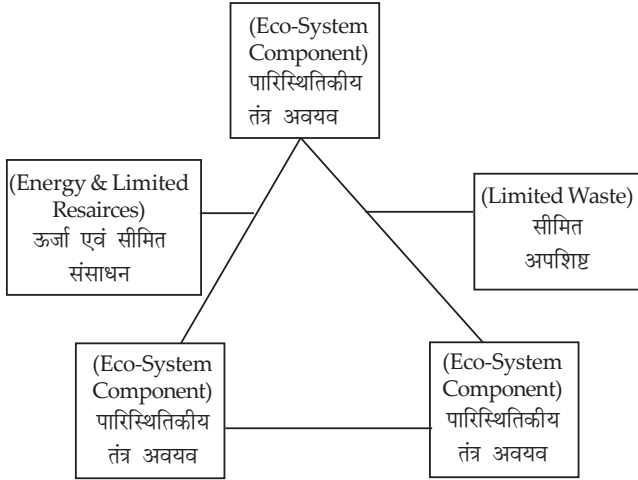 (Eco-System
Component)
पारिस्थितिकीय
तंत्र अवयव
(Energy & Limited
Resairces)
ऊर्जा एवं सीमित
संसाधन
(Limited Waste)
सीमित
अपशिष्ट
(Eco-System
Component)
पारिस्थितिकीय
तंत्र अवयव
(Eco-System
Component)
पारिस्थितिकीय
तंत्र अवयव